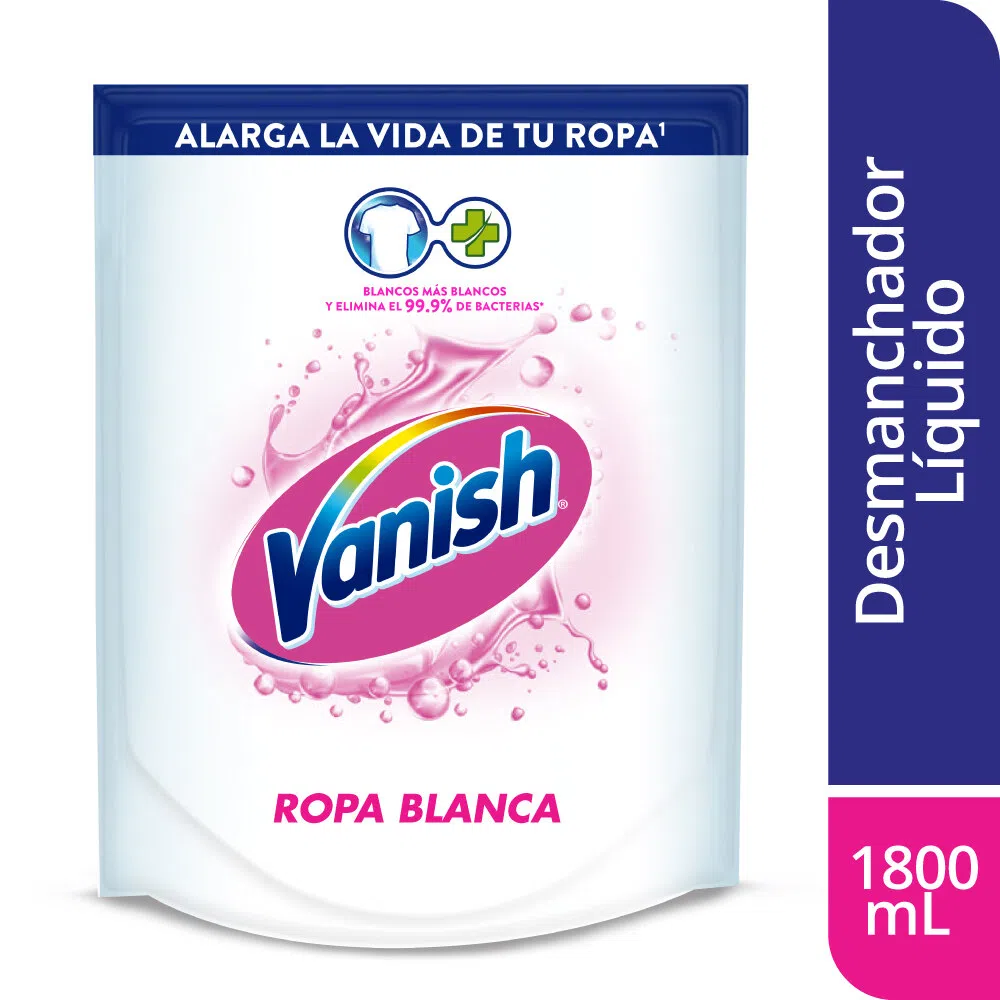 ALARGA LA VIDA DE TU ROPA¹
BLANCOS MÁS BLANCOS
Y ELIMINA EL 99.9% DE BACTERIAS*
Vanish®
ROPA BLANCA
Desmanchador
Líquido
1800
mL